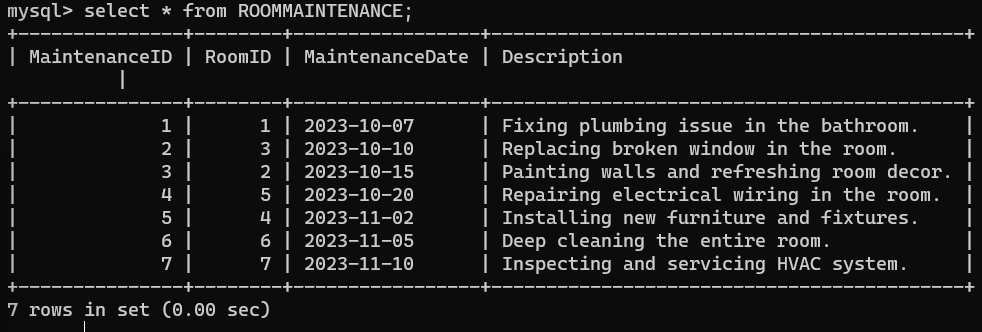 mysql> select * from ROOMMAINTENANCE;
+---------------+--------+-----------------+-------------------------------------------+
| MaintenanceID | RoomID | MaintenanceDate | Description
          |
+---------------+--------+-----------------+-------------------------------------------+
|             1 |      1 | 2023-10-07      | Fixing plumbing issue in the bathroom.    |
|             2 |      3 | 2023-10-10      | Replacing broken window in the room.      |
|             3 |      2 | 2023-10-15      | Painting walls and refreshing room decor. |
|             4 |      5 | 2023-10-20      | Repairing electrical wiring in the room.  |
|             5 |      4 | 2023-11-02      | Installing new furniture and fixtures.    |
|             6 |      6 | 2023-11-05      | Deep cleaning the entire room.            |
|             7 |      7 | 2023-11-10      | Inspecting and servicing HVAC system.     |
+---------------+--------+-----------------+-------------------------------------------+
7 rows in set (0.00 sec)